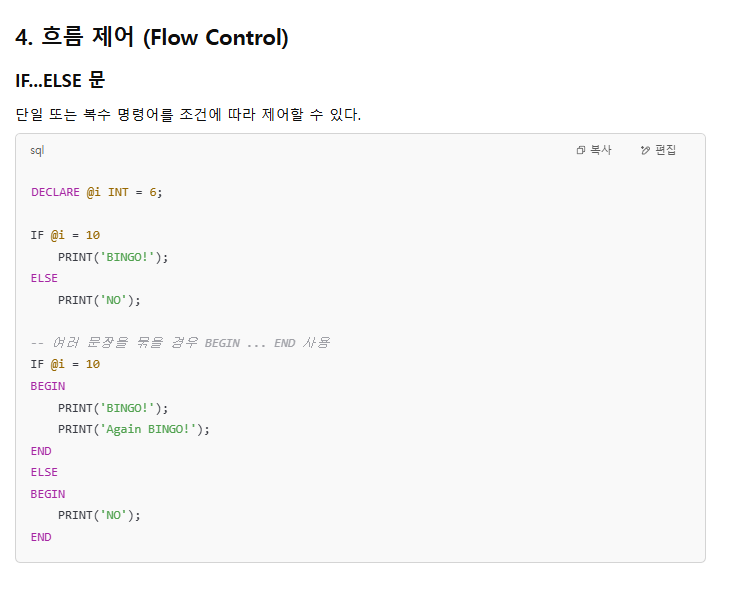 4. 흐름 제어 (Flow Control)
IF...ELSE 문
단일 또는 복수 명령어를 조건에 따라 제어할 수 있다.
sql
복사
편집
DECLARE @i INT = 6;
IF @i = 10
    PRINT('BINGO!');
ELSE
    PRINT('NO');
-- 여러 문장을 묶을 경우 BEGIN ... END 사용
IF @i = 10
BEGIN
    PRINT('BINGO!');
    PRINT('Again BINGO!');
END
ELSE
BEGIN
    PRINT('NO');
END